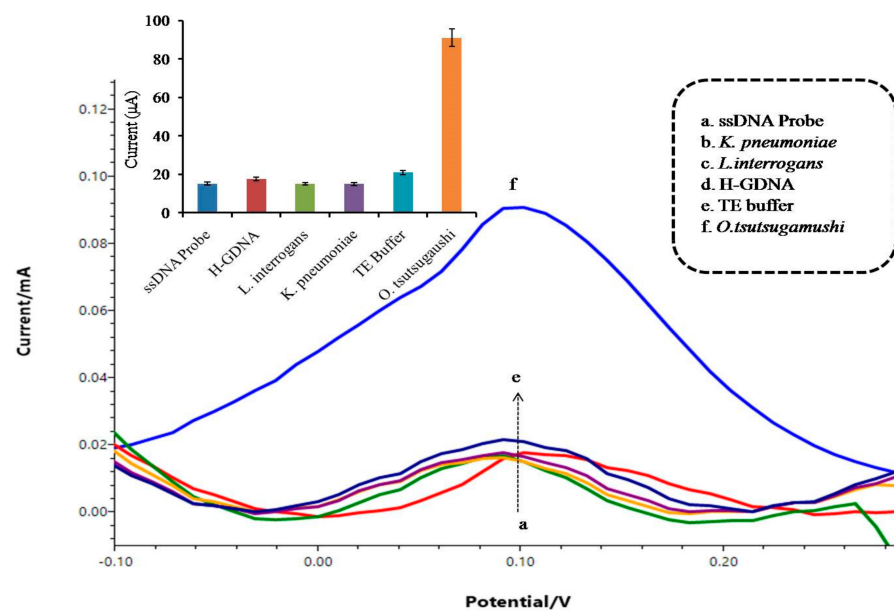 100
80
60
40
20
0
Current (µA)
ssDNA Probe
H-GDNA
L. interrogans
K. pneumoniae
TE Buffer
O. tsutsugaushi
a. ssDNA Probe
b. K. pneumoniae
c. L.interrogans
d. H-GDNA
e. TE buffer
f. O.tsutsugamushi
0.12
0.10
0.08
0.06
0.04
0.02
0.00
Current/mA
f
e
a
-0.10
0.00
0.10
0.20
Potential/V